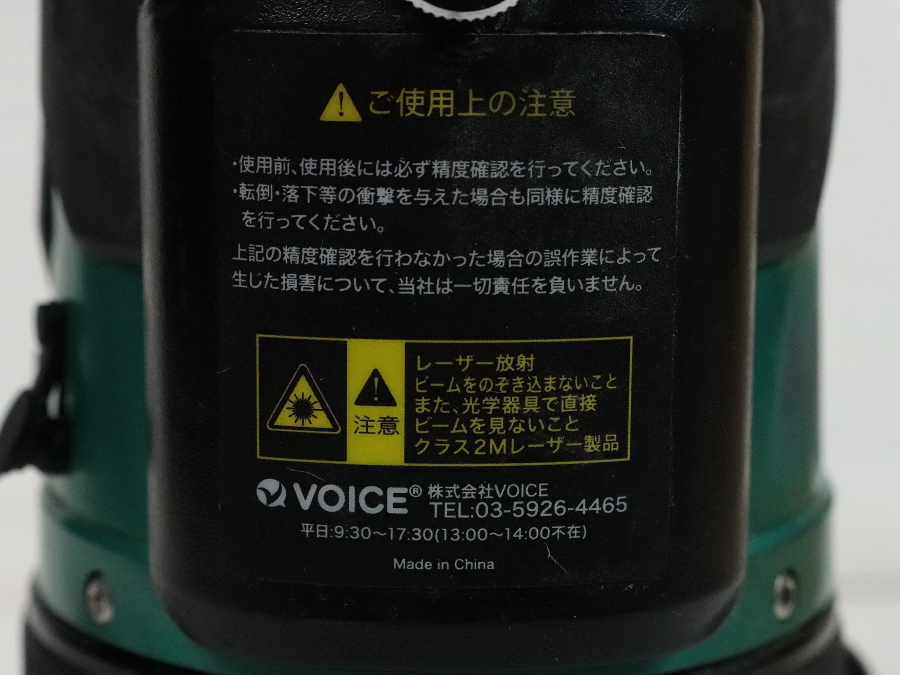 ご使用上の注意
・使用前、使用後には必ず精度確認を行ってください。
・転倒・落下等の衝撃を与えた場合も同様に精度確認
を行ってください。
上記の精度確認を行わなかった場合の誤作業によって
生じた損害について、当社は一切責任を負いません。
注意
レーザー放射
ビームをのぞき込まないこと
また、光学器具で直接
ビームを見ないこと
クラス2Mレーザー製品
VOICE® 株式会社VOICE
TEL:03-5926-4465
平日:9:30～17:30(13:00～14:00不在)
Made in China